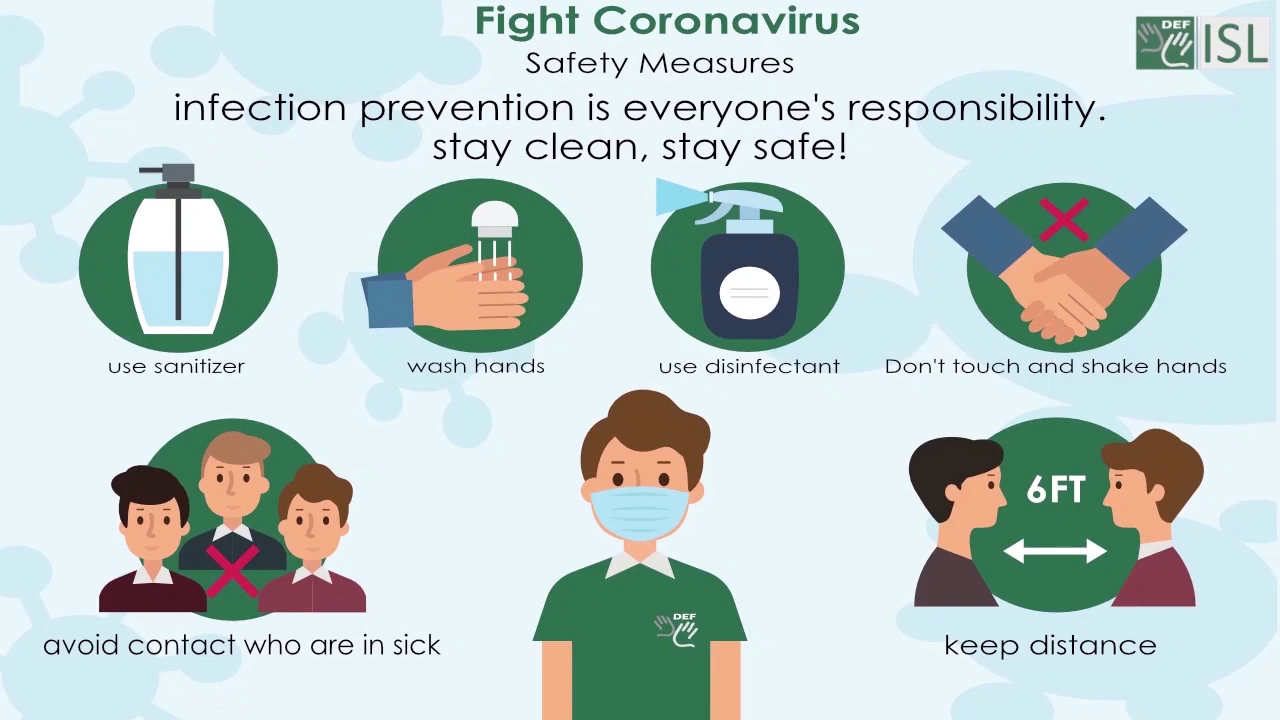 Fight Coronavirus
Safety Measures
infection prevention is everyone's responsibility.
stay clean, stay safe!
DEF
ISL
use sanitizer
wash hands
use disinfectant
Don't touch and shake hands
6FT
DEF
avoid contact who are in sick
keep distance